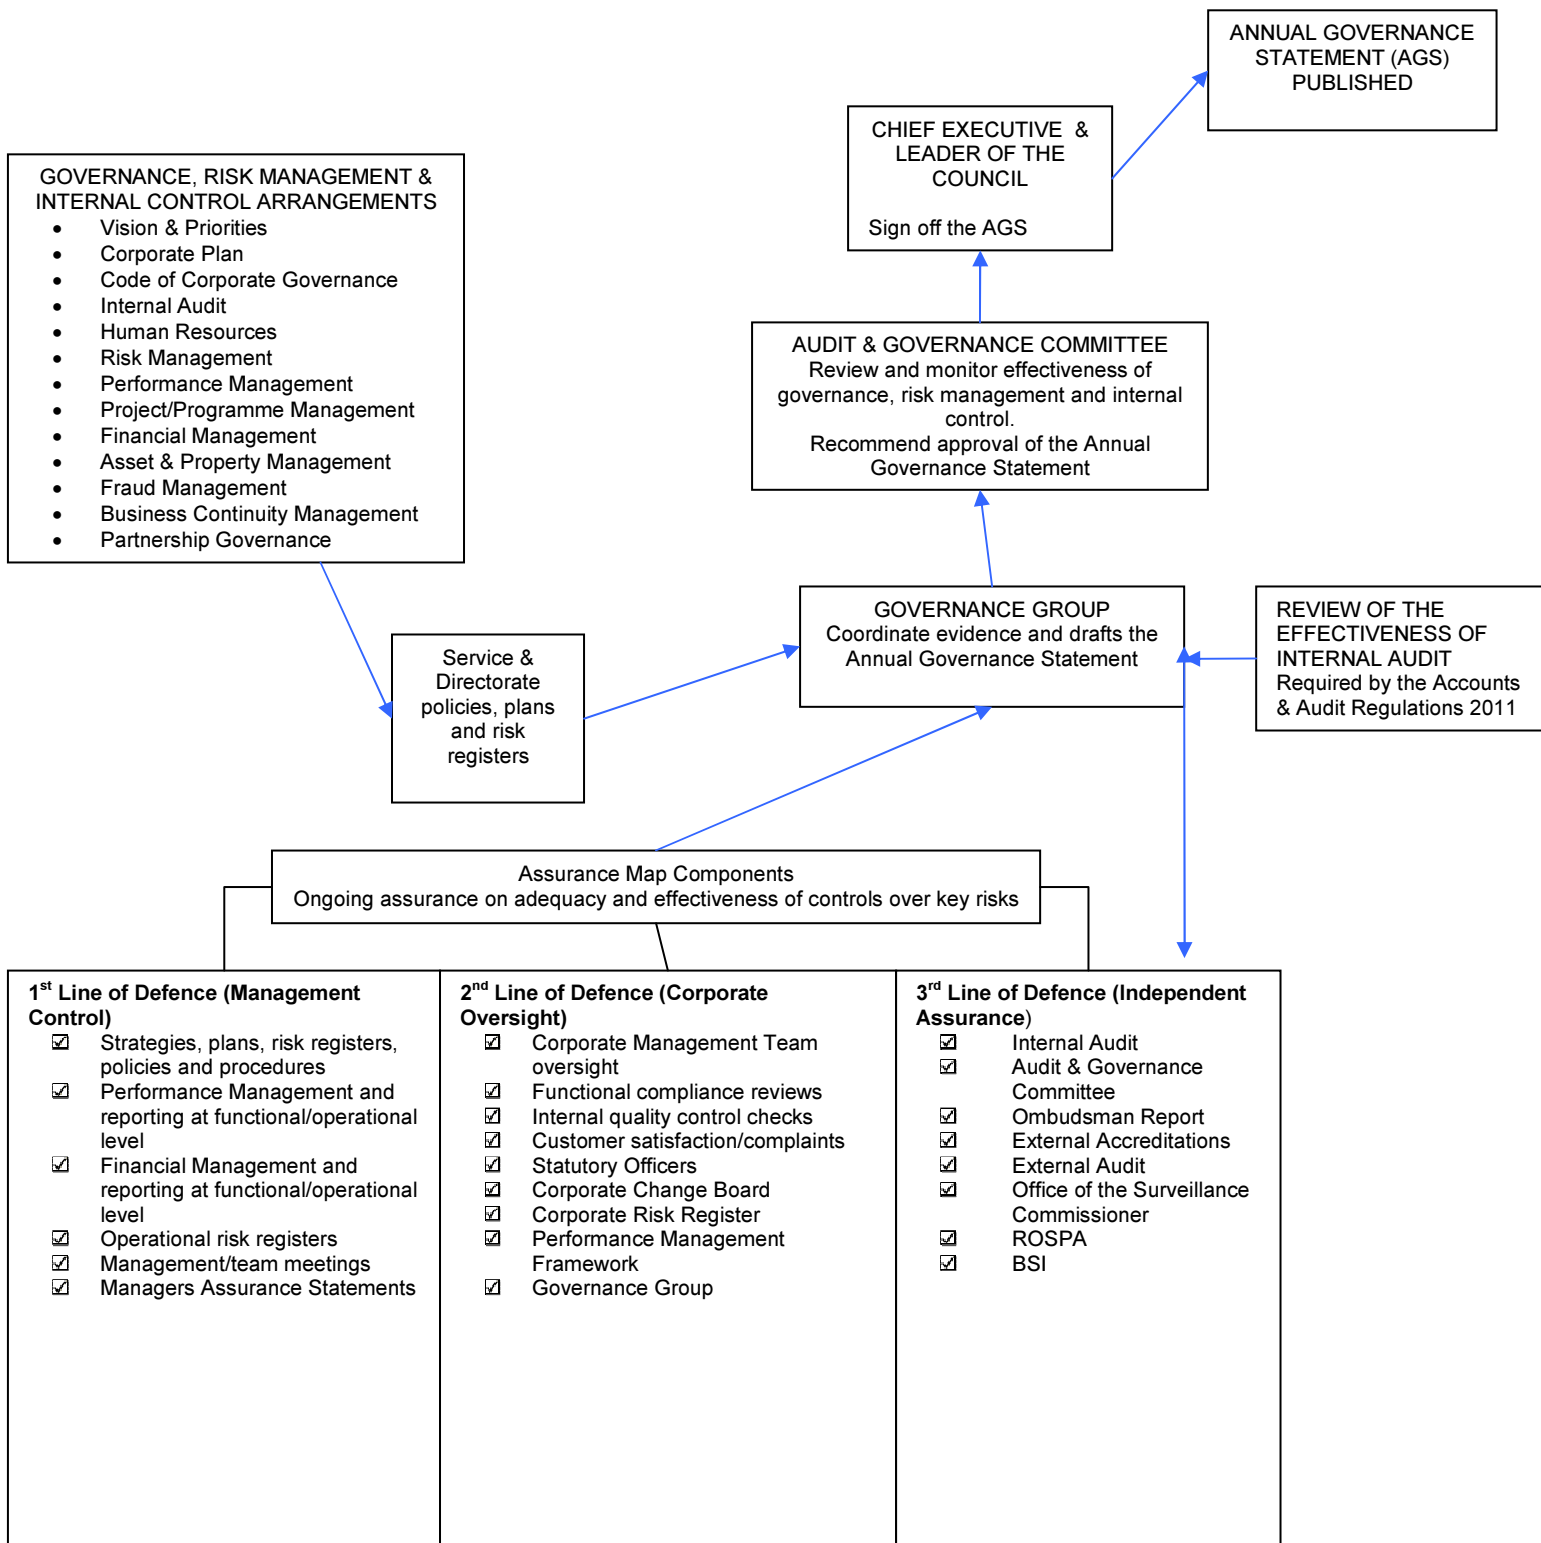 ANNUAL GOVERNANCE
STATEMENT (AGS)
PUBLISHED
CHIEF EXECUTIVE &
LEADER OF THE
COUNCIL
Sign off the AGS
GOVERNANCE, RISK MANAGEMENT &
INTERNAL CONTROL ARRANGEMENTS
• Vision & Priorities
• Corporate Plan
• Code of Corporate Governance
• Internal Audit
• Human Resources
• Risk Management
• Performance Management
• Project/Programme Management
• Financial Management
• Asset & Property Management
• Fraud Management
• Business Continuity Management
• Partnership Governance
AUDIT & GOVERNANCE COMMITTEE
Review and monitor effectiveness of
governance, risk management and internal
control.
Recommend approval of the Annual
Governance Statement
GOVERNANCE GROUP
Coordinate evidence and drafts the
Annual Governance Statement
REVIEW OF THE
EFFECTIVENESS OF
INTERNAL AUDIT
Required by the Accounts
& Audit Regulations 2011
Service &
Directorate
policies, plans
and risk
registers
Assurance Map Components
Ongoing assurance on adequacy and effectiveness of controls over key risks
1st Line of Defence (Management
Control)
☑ Strategies, plans, risk registers,
policies and procedures
☑ Performance Management and
reporting at functional/operational
level
☑ Financial Management and
reporting at functional/operational
level
☑ Operational risk registers
☑ Management/team meetings
☑ Managers Assurance Statements
2nd Line of Defence (Corporate
Oversight)
☑ Corporate Management Team
oversight
☑ Functional compliance reviews
☑ Internal quality control checks
☑ Customer satisfaction/complaints
☑ Statutory Officers
☑ Corporate Change Board
☑ Corporate Risk Register
☑ Performance Management
Framework
☑ Governance Group
3rd Line of Defence (Independent
Assurance)
☑ Internal Audit
☑ Audit & Governance
Committee
☑ Ombudsman Report
☑ External Accreditations
☑ External Audit
☑ Office of the Surveillance
Commissioner
☑ ROSPA
☑ BSI